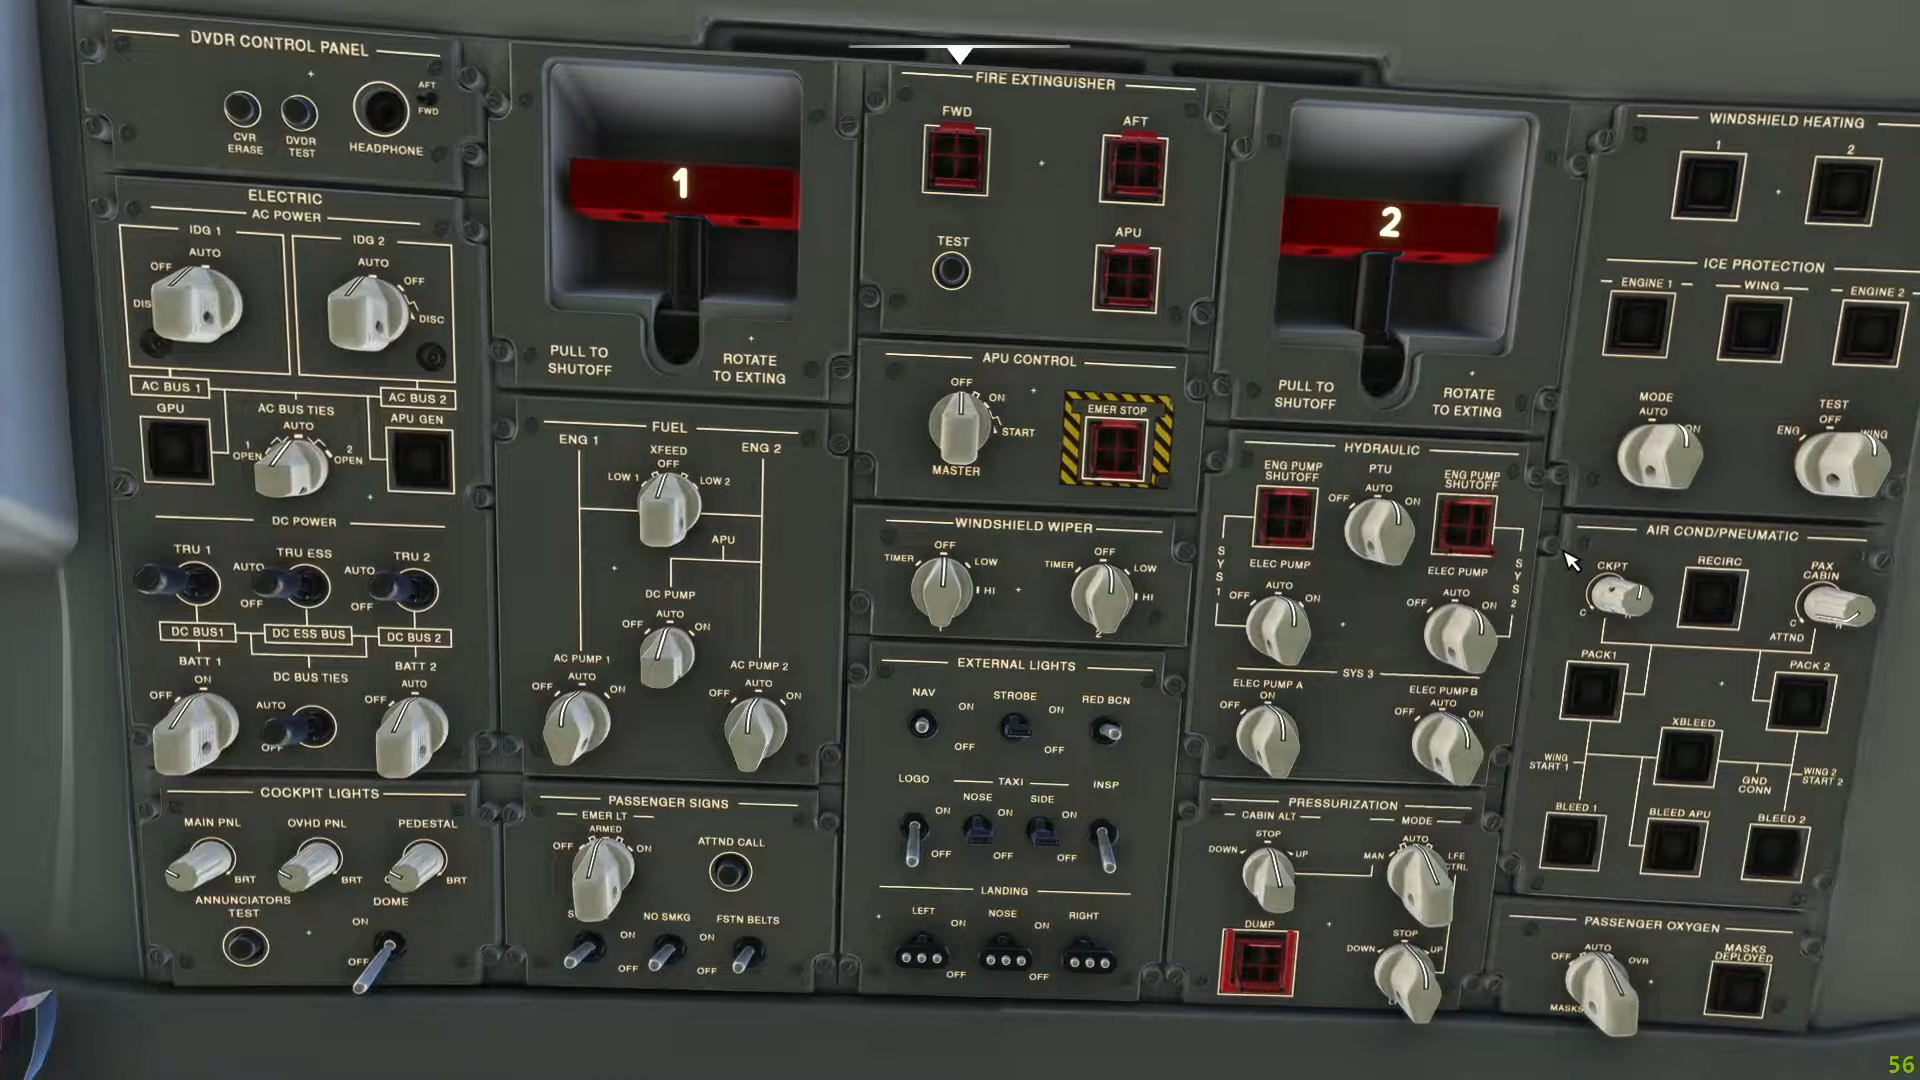 DVDR CONTROL PANEL
AFT
FWD
CVR
ERASE
DVDR
TEST
HEADPHONE
ELECTRIC
AC POWER
IDG 1
IDG 2
AUTO
OFF
AUTO
OFF
DISC
AC BUS 1
AC BUS 2
GPU
AC BUS TIES
APU GEN
AUTO
1
OPEN
2
OPEN
DC POWER
TRU 1
TRU ESS
TRU 2
AUTO
OFF
AUTO
OFF
DC BUS1
DC ESS BUS
DC BUS 2
BATT 1
DC BUS TIES
BATT 2
OFF
ON
AUTO
OFF
OFF
AUTO
COCKPIT LIGHTS
MAIN PNL
OVHD PNL
PEDESTAL
BRT
BRT
BRT
ANNUNCIATORS
TEST
DOME
ON
OFF
1
PULL TO
SHUTOFF
ROTATE
TO EXTING
FUEL
ENG 1
XFEED
ENG 2
OFF
LOW 1
LOW 2
APU
DC PUMP
AUTO
OFF
ON
AC PUMP 1
AC PUMP 2
AUTO
OFF
ON
AUTO
OFF
ON
PASSENGER SIGNS
EMER LT
ARMED
OFF
ON
ATTND CALL
NO SMKG
FSTN BELTS
ON
OFF
ON
OFF
FIRE EXTINGUISHER
FWD
AFT
TEST
APU
APU CONTROL
OFF
ON
START
MASTER
EMER STOP
WINDSHIELD WIPER
TIMER
OFF
LOW
HI
TIMER
OFF
LOW
HI
1
2
EXTERNAL LIGHTS
NAV
STROBE
RED BCN
ON
OFF
ON
OFF
LOGO
TAXI
INSP
NOSE
SIDE
ON
OFF
ON
OFF
ON
OFF
LANDING
LEFT
NOSE
RIGHT
ON
OFF
ON
OFF
2
PULL TO
SHUTOFF
ROTATE
TO EXTING
HYDRAULIC
ENG PUMP
SHUTOFF
PTU
ENG PUMP
SHUTOFF
OFF
AUTO
ON
SYS 1
SYS 2
ELEC PUMP
ELEC PUMP
OFF
AUTO
ON
OFF
AUTO
ON
SYS 3
ELEC PUMP A
ELEC PUMP B
OFF
ON
OFF
AUTO
ON
PRESSURIZATION
CABIN ALT
MODE
DOWN
STOP
UP
MAN
AUTO
LFE
CTRL
DUMP
DOWN
STOP
UP
WINDSHIELD HEATING
1
2
ICE PROTECTION
ENGINE 1
WING
ENGINE 2
MODE
AUTO
ON
TEST
OFF
ENG
WING
AIR COND/PNEUMATIC
CKPT
RECIRC
PAX
CABIN
C
H
C
H
ATTND
PACK1
PACK 2
XBLEED
WING
START 1
GND
CONN
WING 2
START 2
BLEED 1
BLEED APU
BLEED 2
PASSENGER OXYGEN
OFF
AUTO
OVR
MASKS
MASKS
DEPLOYED
56